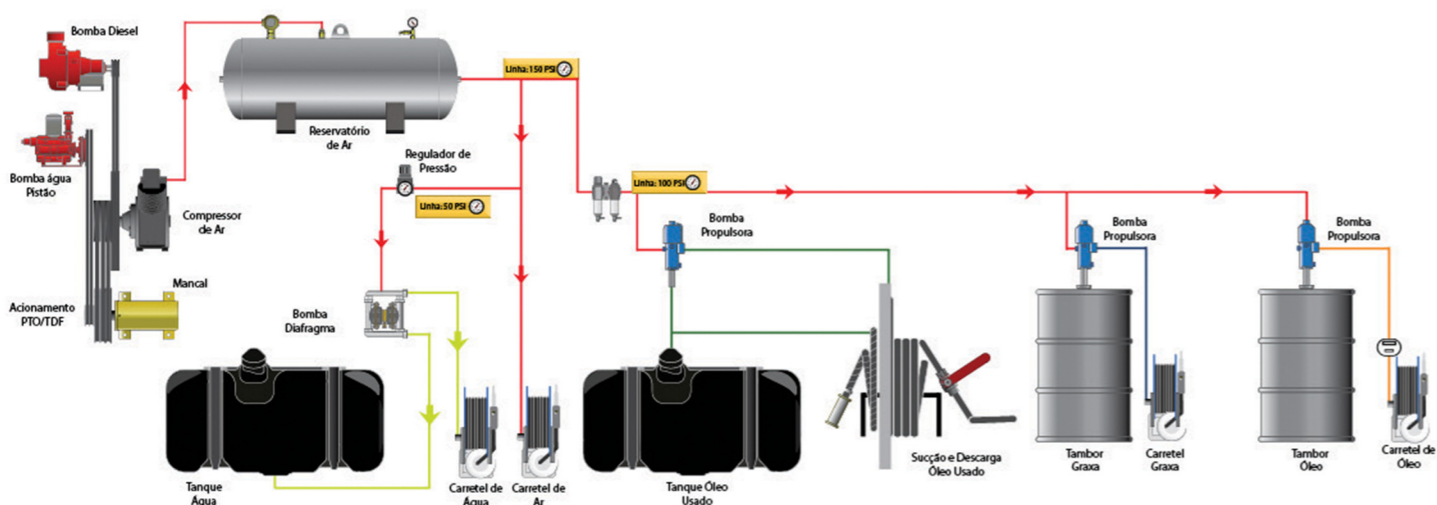 Bomba Diesel
Bomba água
Pistão
Compressor
de Ar
Mancal
Acionamento
PTO/TDF
Reservatório
de Ar
Linha: 150 PSI
Regulador de
Pressão
Linha: 50 PSI
Linha: 100 PSI
Bomba
Propulsora
Bomba
Propulsora
Bomba
Propulsora
Bomba
Diafragma
Tanque
Água
Carretel de
Água
Carretel de
Ar
Tanque Óleo
Usado
Sucção e Descarga
Óleo Usado
Tambor
Graxa
Carretel
Graxa
Tambor
Óleo
Carretel de
Óleo